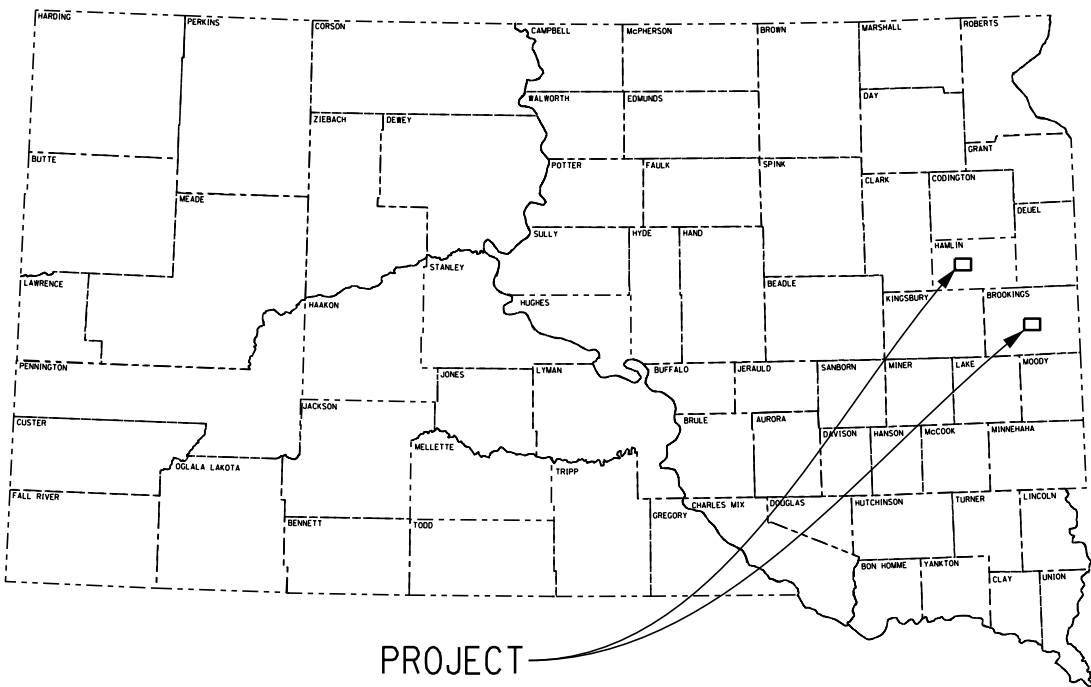 HARDING
PERKINS
CORSON
CAMPBELL
McPHERSON
BROWN
MARSHALL
ROBERTS
WALWORTH
EDMUNDS
DAY
ZIEBACH
DEWEY
GRANT
BUTTE
POTTER
FAULK
SPINK
CLARK
CODINGTON
MEADE
DEUEL
SULLY
HYDE
HAND
HAMLIN
STANLEY
LAWRENCE
BEADLE
HAAKON
HUGHES
KINGSBURY
BROOKINGS
PENNINGTON
JONES
LYMAN
BUFFALO
JERAULD
SANBORN
MINER
LAKE
MOODY
JACKSON
CUSTER
BRULE
AURORA
DAVISON
HANSON
McCOOK
MINNEHAHA
MELLETTE
OGLALA LAKOTA
TRIPP
FALL RIVER
GREGORY
CHARLES MIX
DOUGLAS
HUTCHINSON
TURNER
LINCOLN
BENNETT
TODD
BON HOMME
YANKTON
CLAY
UNION
PROJECT